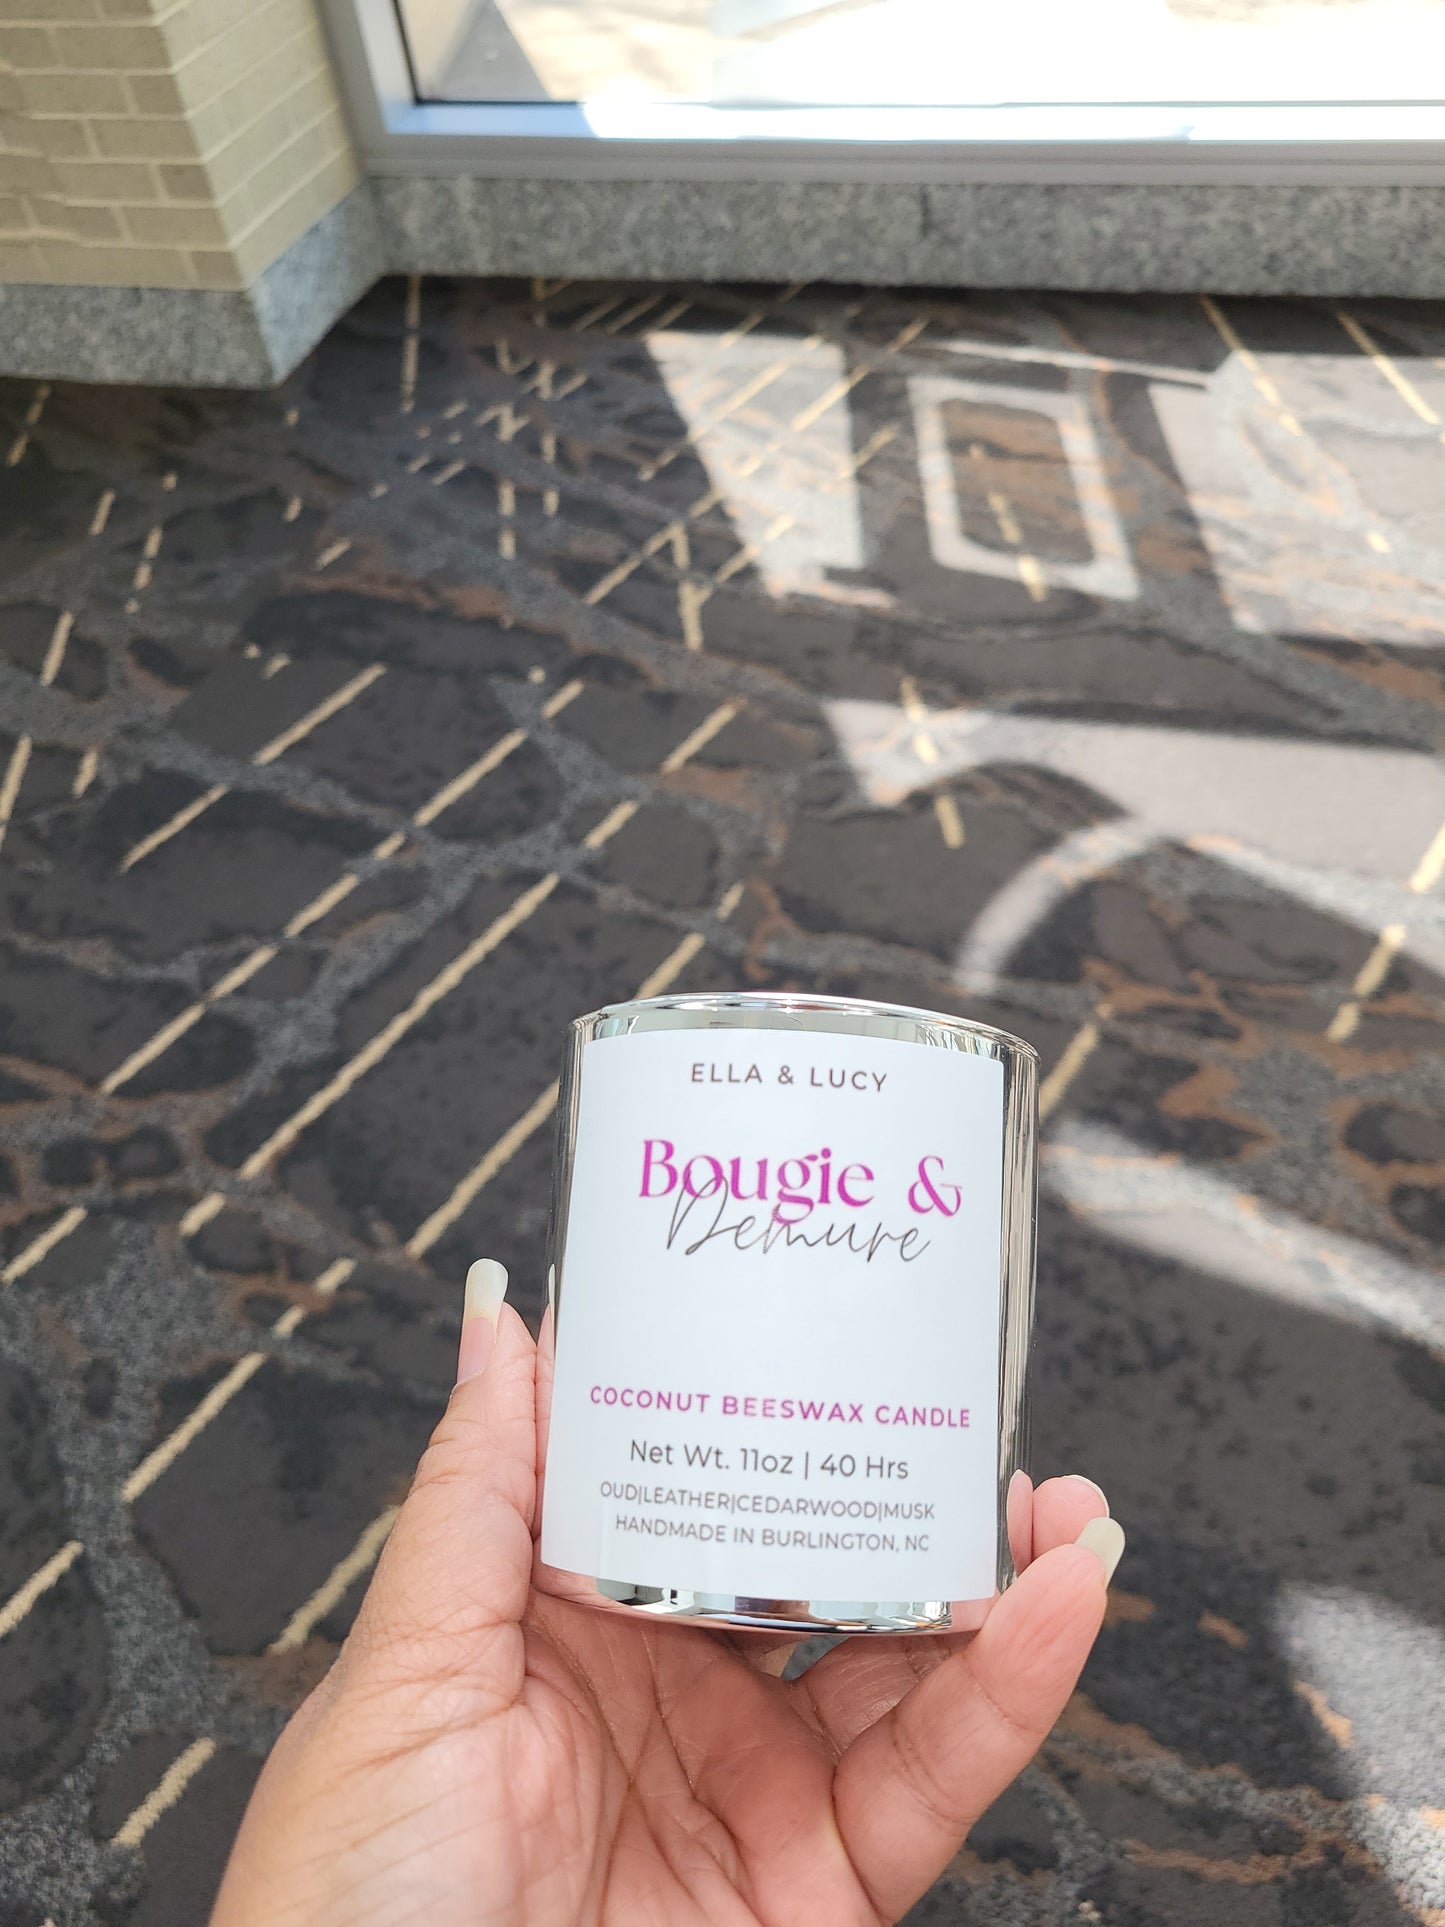 ELLA & LUCY
Bougie &
Demure
COCONUT BEESWAX CANDLE
Net Wt. 11oz | 40 Hrs
OUD|LEATHER|CEDARWOOD|MUSK
HANDMADE IN BURLINGTON, NC